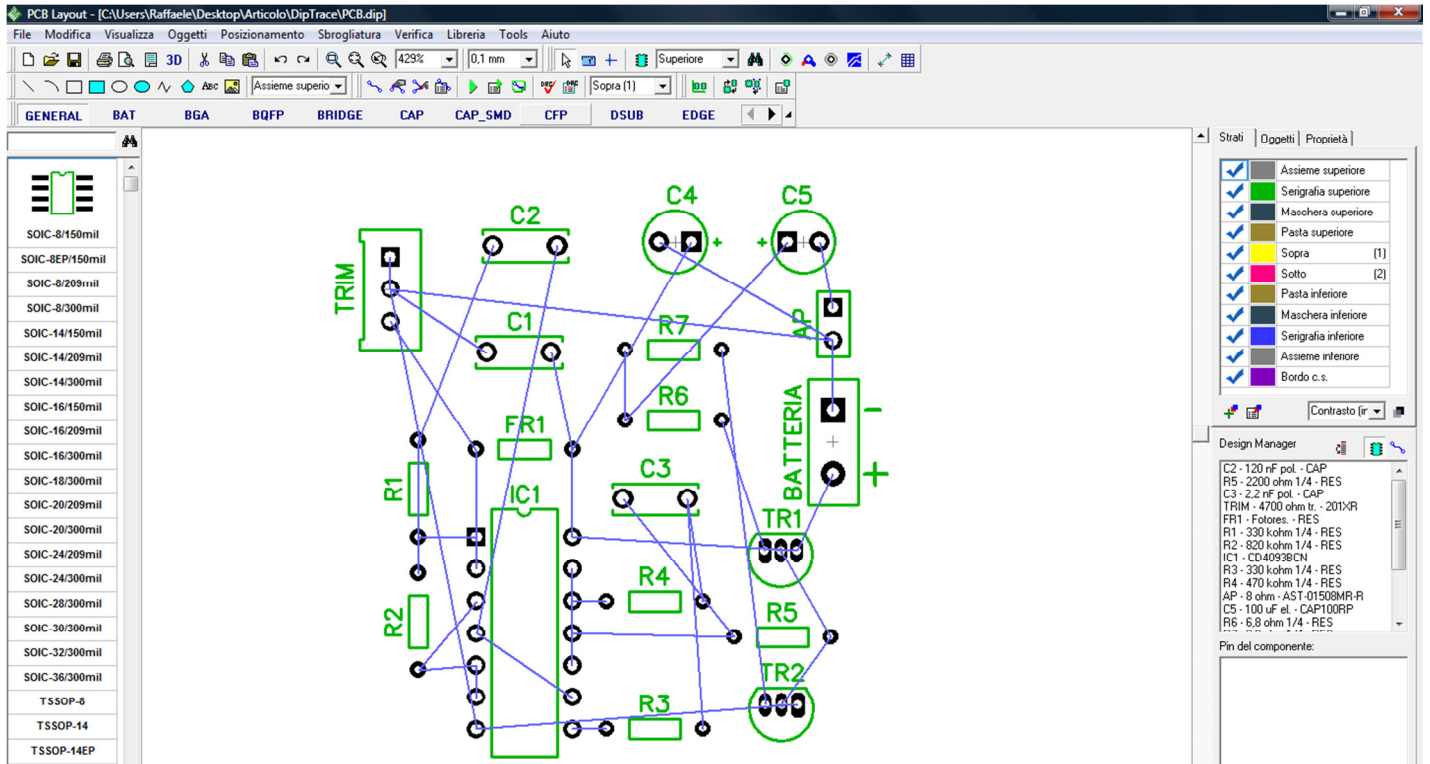 PCB Layout - [C:\Users\Raffaele\Desktop\Articolo\DipTrace\PCB.dip]
File Modifica Visualizza Oggetti Posizionamento Sbrogliatura Verifica Libreria Tools Aiuto
3D 429% 0,1 mm Superiore
Abc Assieme superio Sopra (1)
GENERAL BAT BGA BQFP BRIDGE CAP CAP_SMD CFP DSUB EDGE
SOIC-8/150mil
SOIC-8EP/150mil
SOIC-8/209mil
SOIC-8/300mil
SOIC-14/150mil
SOIC-14/209mil
SOIC-14/300mil
SOIC-16/150mil
SOIC-16/209mil
SOIC-16/300mil
SOIC-18/300mil
SOIC-20/209mil
SOIC-20/300mil
SOIC-24/209mil
SOIC-24/300mil
SOIC-28/300mil
SOIC-30/300mil
SOIC-32/300mil
SOIC-36/300mil
TSSOP-8
TSSOP-14
TSSOP-14EP
C4 C5
C2
+ +
TRIM
C1
R7
AP
R6
BATTERIA
-
+
FR1
C3
R1
IC1
TR1
R4
R2
R5
TR2
R3
Strati Oggetti Proprietà
Assieme superiore
Serigrafia superiore
Maschera superiore
Pasta superiore
Sopra (1)
Sotto (2)
Pasta inferiore
Maschera inferiore
Serigrafia inferiore
Assieme inferiore
Bordo c.s.
Contrasto (ir
Design Manager
C2 - 120 nF pol. - CAP
R5 - 2200 ohm 1/4 - RES
C3 - 2,2 nF pol. - CAP
TRIM - 4700 ohm tr. - 201XR
FR1 - Fotores. - RES
R1 - 330 kohm 1/4 - RES
R2 - 820 kohm 1/4 - RES
IC1 - CD4093BCN
R3 - 330 kohm 1/4 - RES
R4 - 470 kohm 1/4 - RES
AP - 8 ohm - AST-01508MR-R
C5 - 100 uF el. - CAP100RP
R6 - 6,8 ohm 1/4 - RES
Pin del componente: